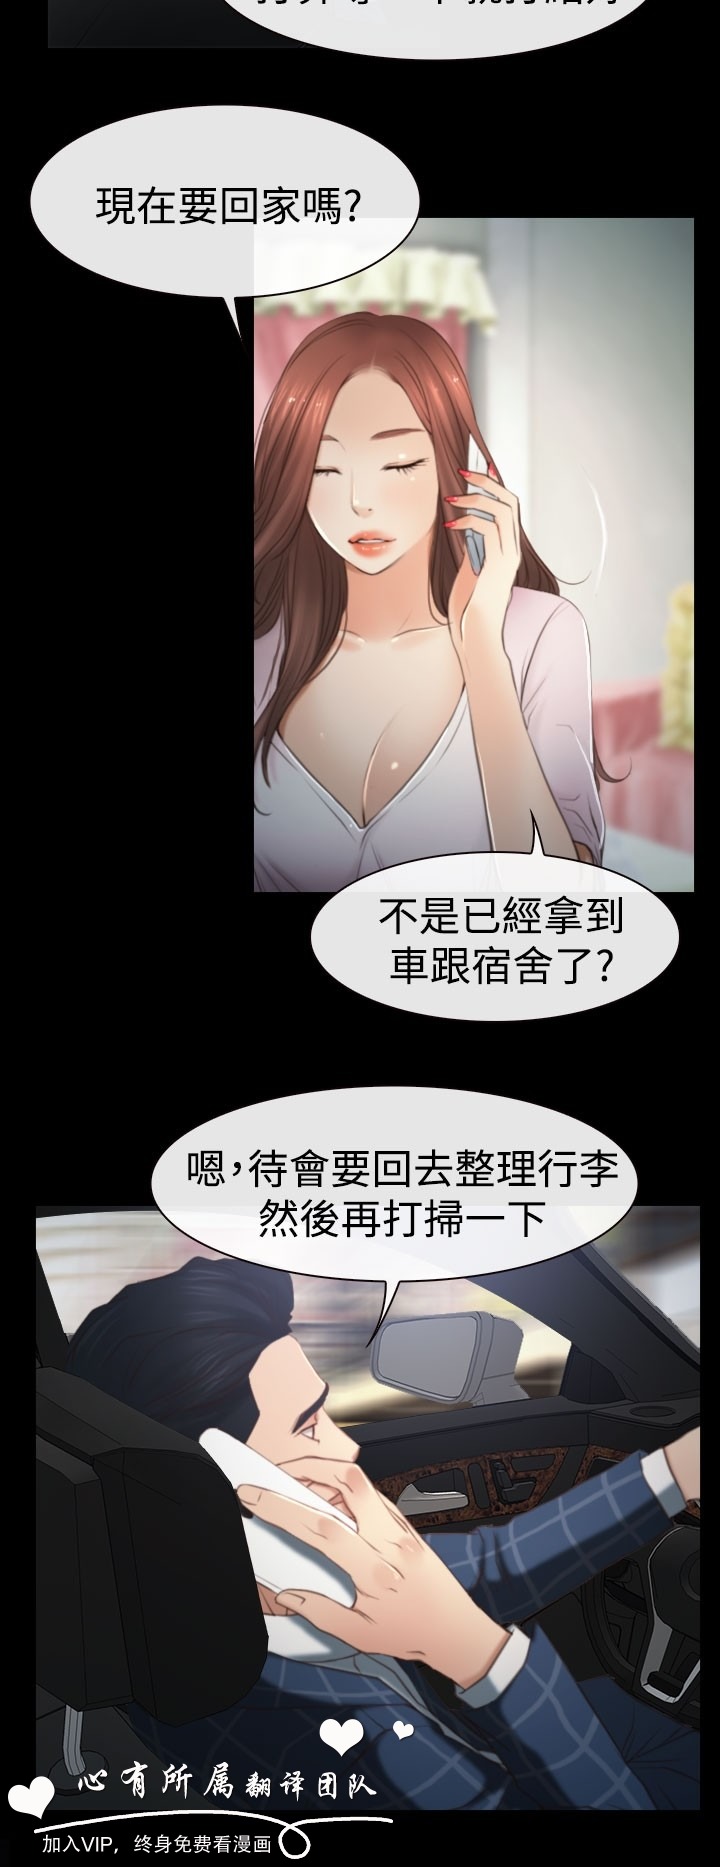 現在要回家嗎?
不是已經拿到
車跟宿舍了?
嗯,待會要回去整理行李
然後再打掃一下
心有所属翻译团队
加入VIP,终身免费看漫画